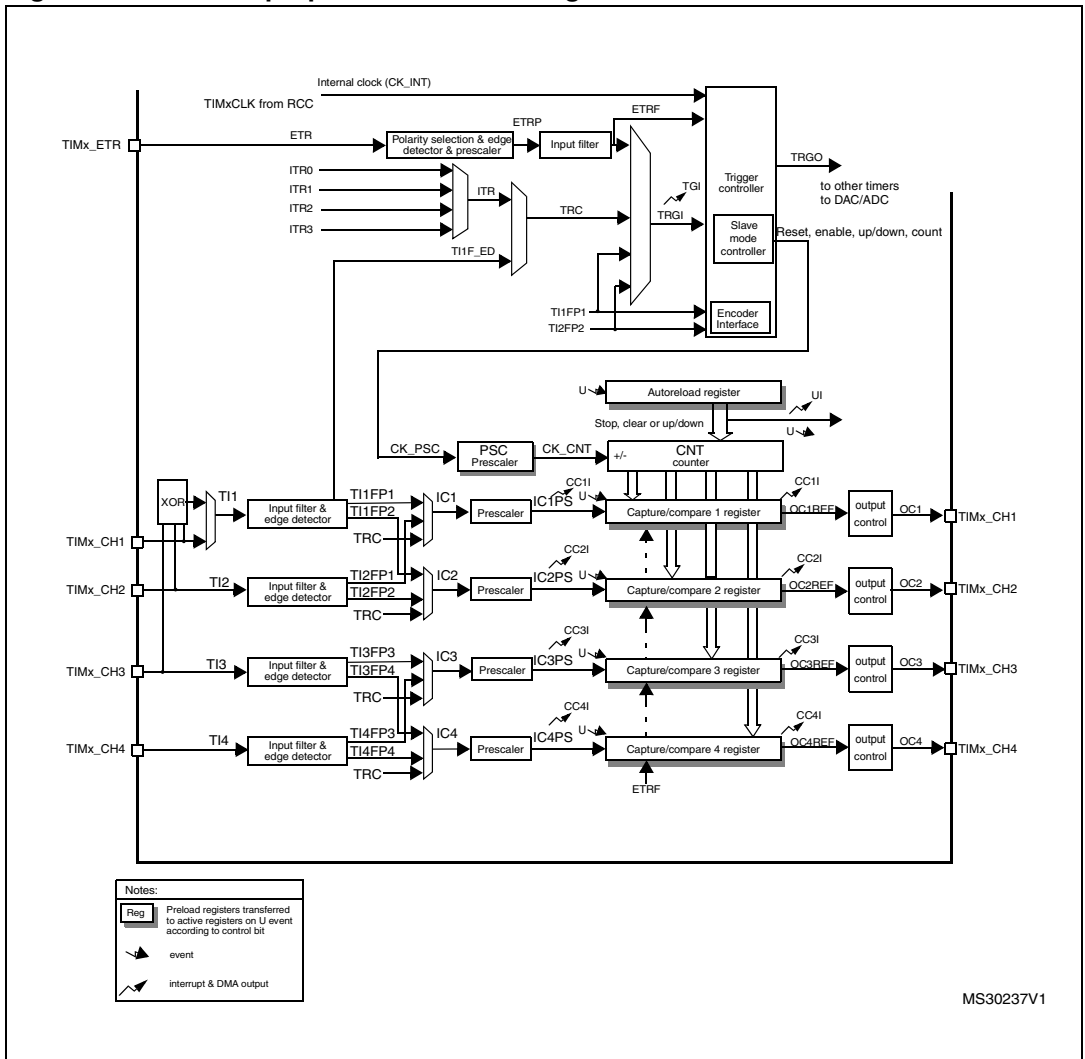 Internal clock (CK_INT)
TIMxCLK from RCC
TIMx_ETR
ETR
Polarity selection & edge
detector & prescaler
ETRP
Input filter
ETRF
Trigger
controller
TRGO
to other timers
to DAC/ADC
ITR0
ITR1
ITR2
ITR3
ITR
TRC
TGI
TRGI
TI1F_ED
Slave
mode
controller
Reset, enable, up/down, count
TI1FP1
TI2FP2
Encoder
Interface
U
Autoreload register
UI
Stop, clear or up/down
U
CK_PSC
PSC
Prescaler
CK_CNT
+/-
CNT
counter
XOR
TI1
Input filter &
edge detector
TI1FP1
TI1FP2
TRC
IC1
Prescaler
IC1PS
CC1I
U
Capture/compare 1 register
CC1I
OC1REF
output
control
OC1
TIMx_CH1
TIMx_CH1
TIMx_CH2
TI2
Input filter &
edge detector
TI2FP1
TI2FP2
TRC
IC2
Prescaler
IC2PS
CC2I
U
Capture/compare 2 register
CC2I
OC2REF
output
control
OC2
TIMx_CH2
TIMx_CH3
TI3
Input filter &
edge detector
TI3FP3
TI3FP4
TRC
IC3
Prescaler
IC3PS
CC3I
U
Capture/compare 3 register
CC3I
OC3REF
output
control
OC3
TIMx_CH3
TIMx_CH4
TI4
Input filter &
edge detector
TI4FP3
TI4FP4
TRC
IC4
Prescaler
IC4PS
CC4I
U
Capture/compare 4 register
CC4I
OC4REF
output
control
OC4
TIMx_CH4
ETRF
Notes:
Reg
Preload registers transferred
to active registers on U event
according to control bit
event
interrupt & DMA output
MS30237V1